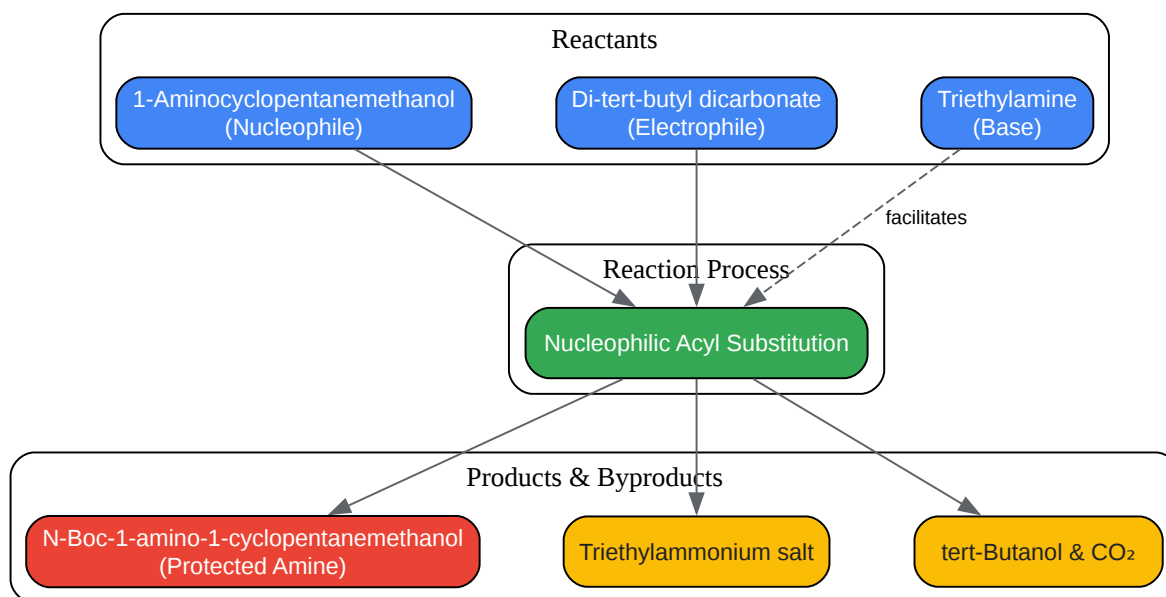 Reactants
1-Aminocyclopentanemethanol
(Nucleophile)
Di-tert-butyl dicarbonate
(Electrophile)
Triethylamine
(Base)
facilitates
Reaction Process
Nucleophilic Acyl Substitution
Products & Byproducts
N-Boc-1-amino-1-cyclopentanemethanol
(Protected Amine)
Triethylammonium salt
tert-Butanol & CO₂